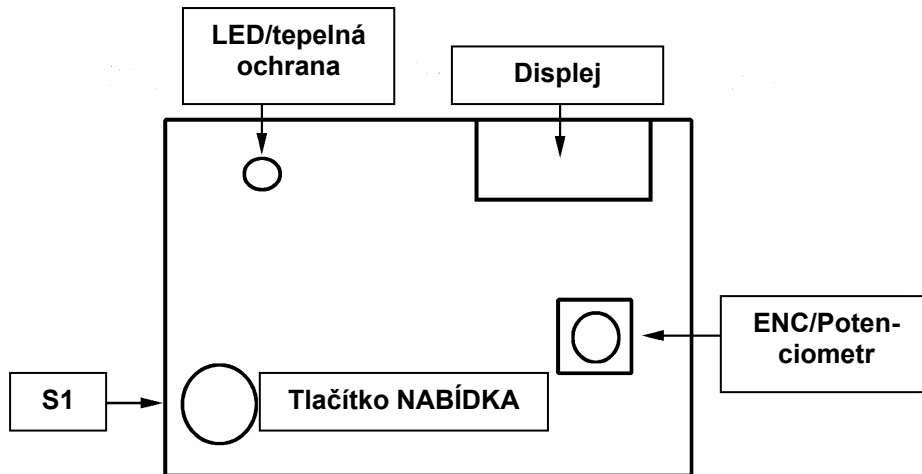 LED/tepelná
ochrana
Displej
ENC/Poten-
ciometr
S1
Tlačítko NABÍDKA